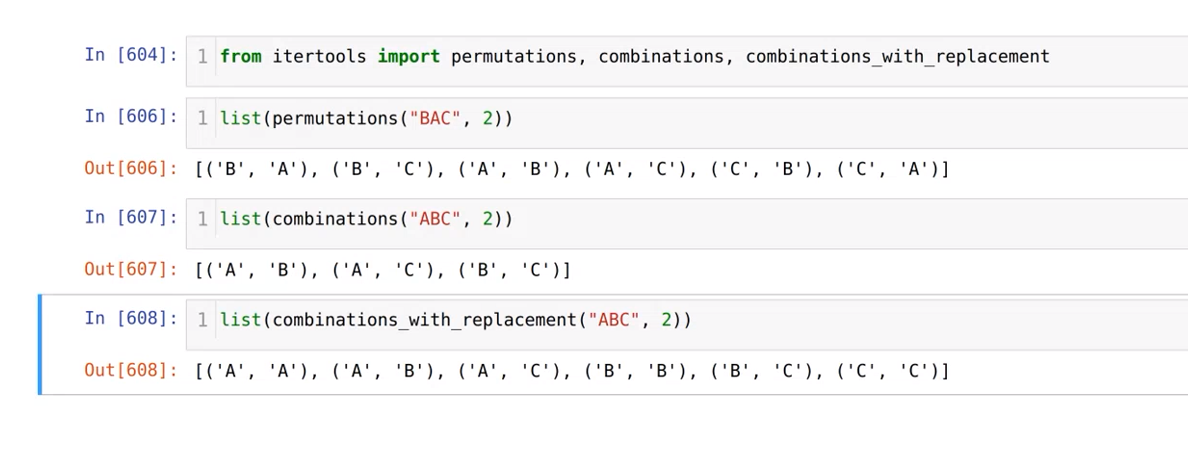 In [604]: 1 from itertools import permutations, combinations, combinations_with_replacement
In [606]: 1 list(permutations("BAC", 2))
Out[606]: [('B', 'A'), ('B', 'C'), ('A', 'B'), ('A', 'C'), ('C', 'B'), ('C', 'A')]
In [607]: 1 list(combinations("ABC", 2))
Out[607]: [('A', 'B'), ('A', 'C'), ('B', 'C')]
In [608]: 1 list(combinations_with_replacement("ABC", 2))
Out[608]: [('A', 'A'), ('A', 'B'), ('A', 'C'), ('B', 'B'), ('B', 'C'), ('C', 'C')]